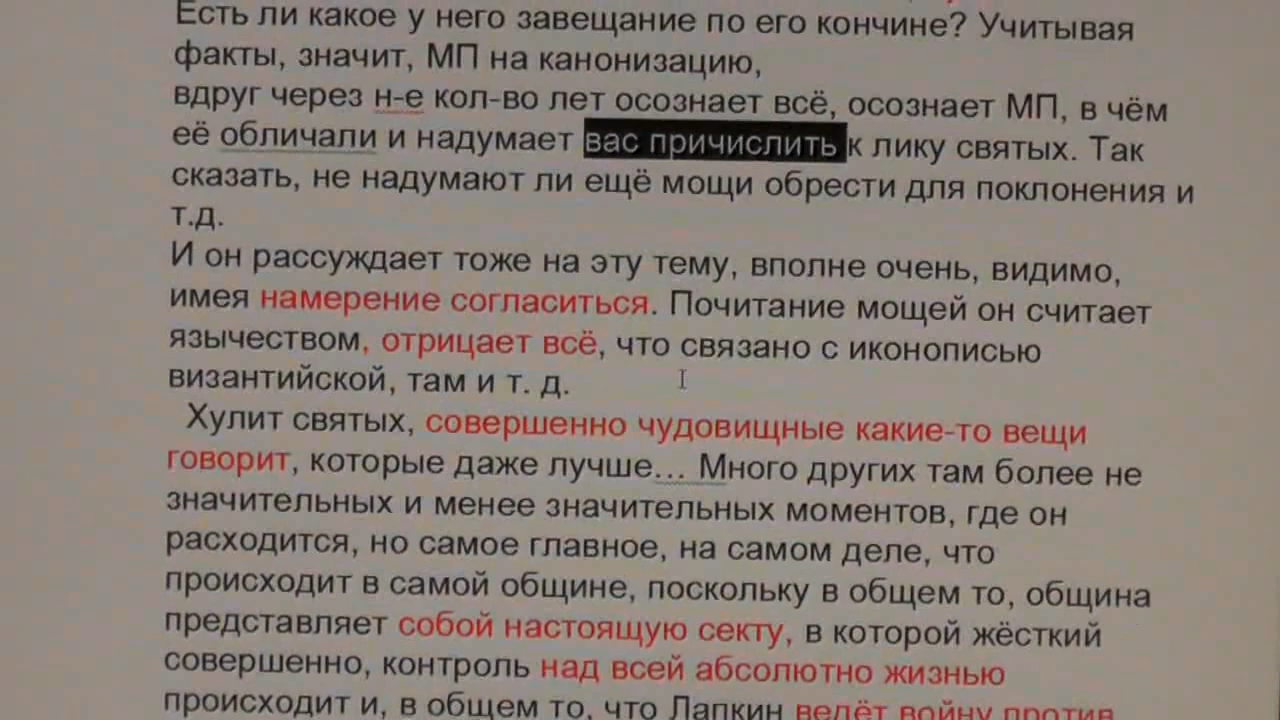 Есть ли какое у него завещание по его кончине? Учитывая
факты, значит, МП на канонизацию,
вдруг через н-е кол-во лет осознает всё, осознает МП, в чём
её обличали и надумает вас причислить к лику святых. Так
сказать, не надумают ли ещё мощи обрести для поклонения и
т.д.
И он рассуждает тоже на эту тему, вполне очень, видимо,
имея намерение согласиться. Почитание мощей он считает
язычеством, отрицает всё, что связано с иконописью
византийской, там и т. д.
Хулит святых, совершенно чудовищные какие-то вещи
говорит, которые даже лучше... Много других там более не
значительных и менее значительных моментов, где он
расходится, но самое главное, на самом деле, что
происходит в самой общине, поскольку в общем то, община
представляет собой настоящую секту, в которой жёсткий
совершенно, контроль над всей абсолютно жизнью
происходит и, в общем то, что Лапкин ведёт войну против